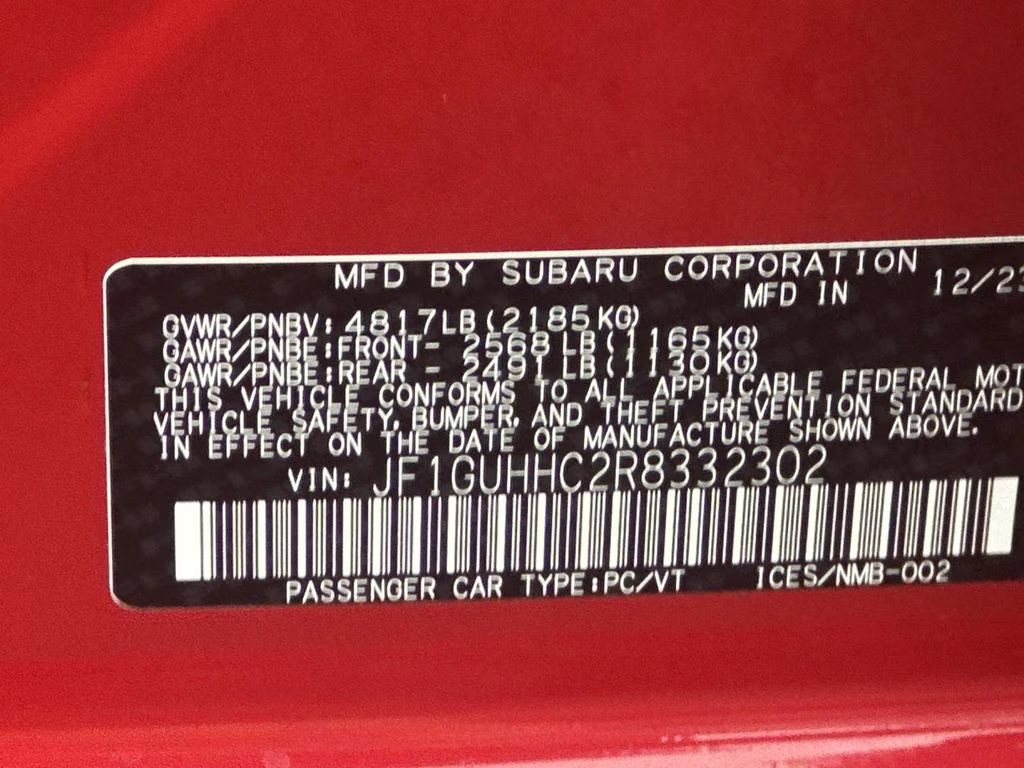 MFD BY SUBARU CORPORATION
MFD IN 12/23
GVWR/PNBV: 4817LB(2185KG)
GAWR/PNBE:FRONT- 2568 LB(1165KG)
GAWR/PNBE:REAR - 2491 LB(1130KG)
THIS VEHICLE CONFORMS TO ALL APPLICABLE FEDERAL MOT
VEHICLE SAFETY, BUMPER, AND THEFT PREVENTION STANDARD
IN EFFECT ON THE DATE OF MANUFACTURE SHOWN ABOVE.
VIN: JF1GUHHC2R8332302
PASSENGER CAR TYPE:PC/VT ICES/NMB-002